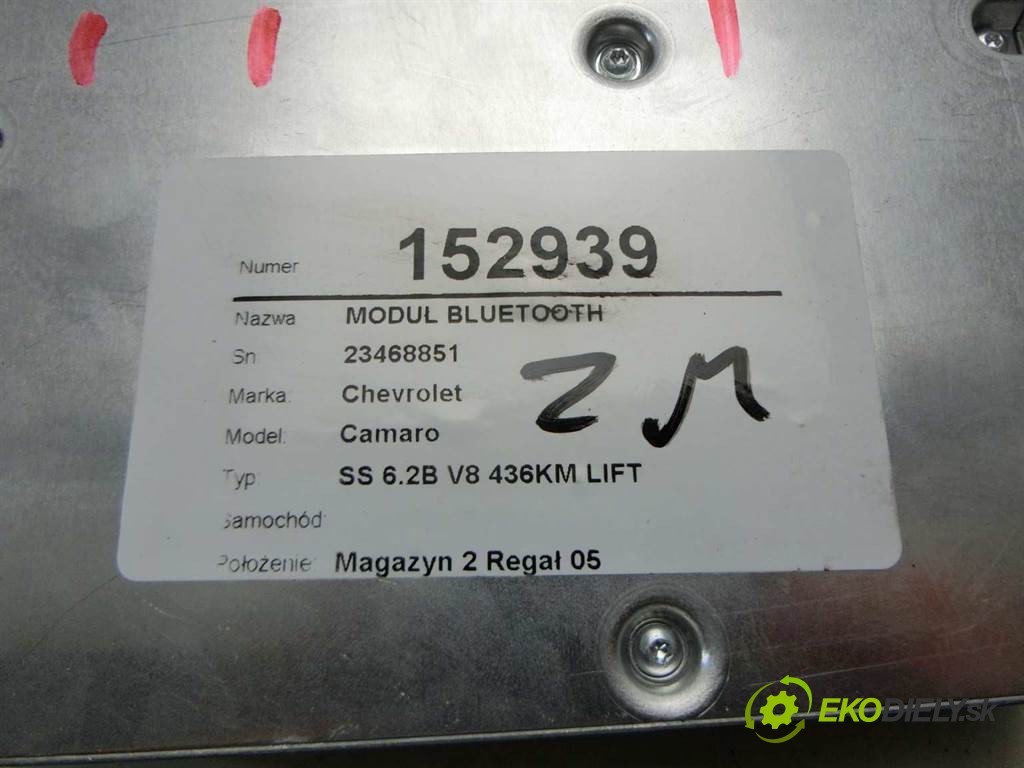 Numer 152939
Nazwa MODUŁ BLUETOOTH
Sn 23468851
Marka: Chevrolet
Model: Camaro
Typ: SS 6.2B V8 436KM LIFT
Samochód:
Położenie: Magazyn 2 Regał 05
ZM
EKODIELY.SK